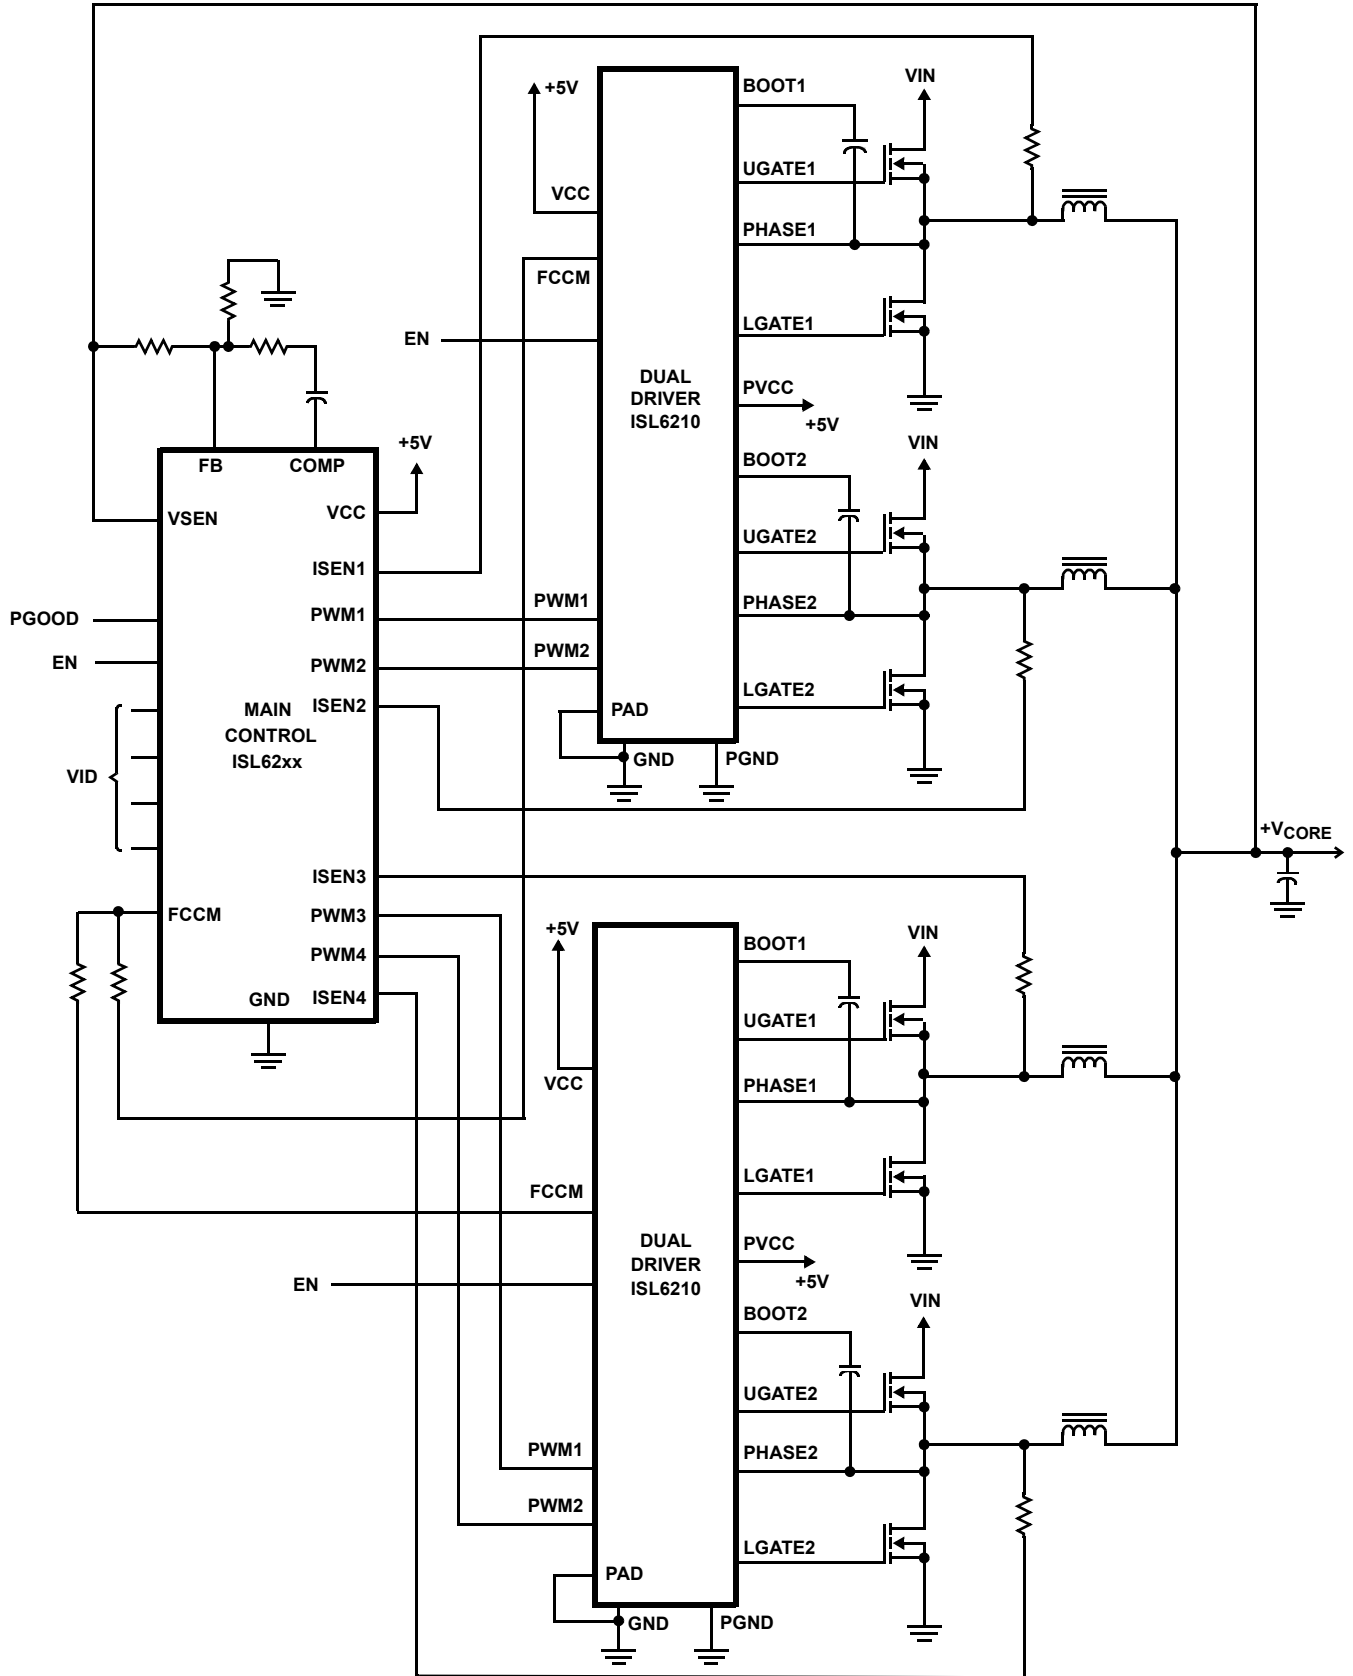 VIN
+5V
BOOT1
UGATE1
VCC
PHASE1
FCCM
LGATE1
EN
DUAL
DRIVER
ISL6210
PVCC
+5V
+5V
VIN
FB
COMP
BOOT2
VCC
VSEN
UGATE2
ISEN1
PWM1
PHASE2
PGOOD
PWM1
PWM2
EN
PWM2
LGATE2
MAIN
CONTROL
ISL62xx
ISEN2
PAD
GND
PGND
VID
+VCORE
ISEN3
FCCM
PWM3
+5V
VIN
BOOT1
PWM4
GND
ISEN4
UGATE1
VCC
PHASE1
LGATE1
FCCM
DUAL
DRIVER
ISL6210
PVCC
+5V
EN
VIN
BOOT2
UGATE2
PWM1
PHASE2
PWM2
LGATE2
PAD
GND
PGND